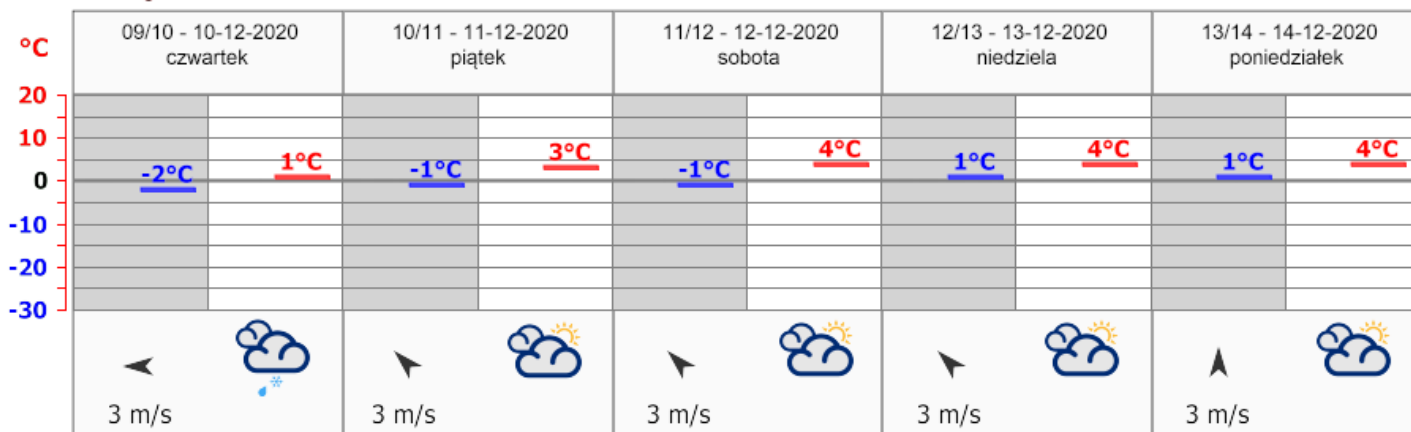 °C
09/10 - 10-12-2020
czwartek
10/11 - 11-12-2020
piątek
11/12 - 12-12-2020
sobota
12/13 - 13-12-2020
niedziela
13/14 - 14-12-2020
poniedziałek
20
10
0
-10
-20
-30
-2°C
1°C
-1°C
3°C
-1°C
4°C
1°C
4°C
1°C
4°C
3 m/s
3 m/s
3 m/s
3 m/s
3 m/s